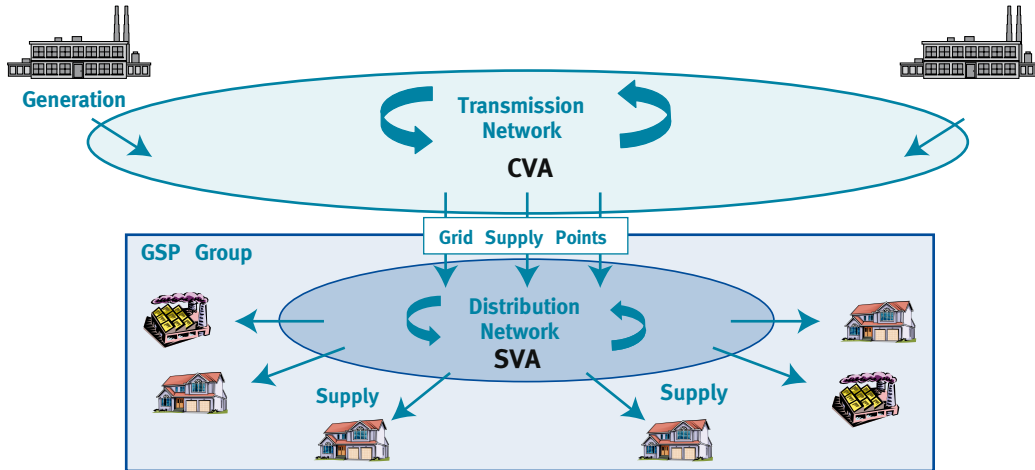 Generation
Transmission
Network
CVA
Grid Supply Points
GSP Group
Distribution
Network
SVA
Supply
Supply